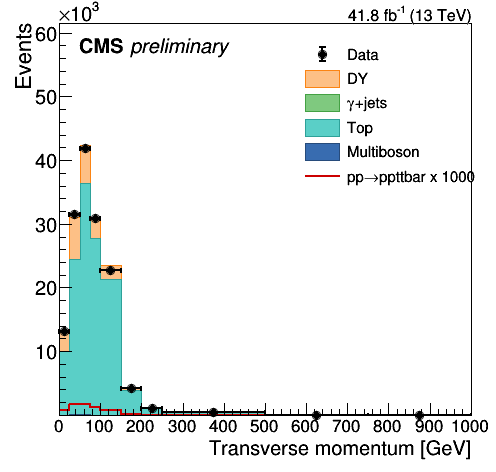 ×10³
41.8 fb⁻¹ (13 TeV)
Events
CMS preliminary
Data
DY
γ+jets
Top
Multiboson
pp→ppttbar x 1000
60
50
40
30
20
10
0 100 200 300 400 500 600 700 800 900 1000
Transverse momentum [GeV]